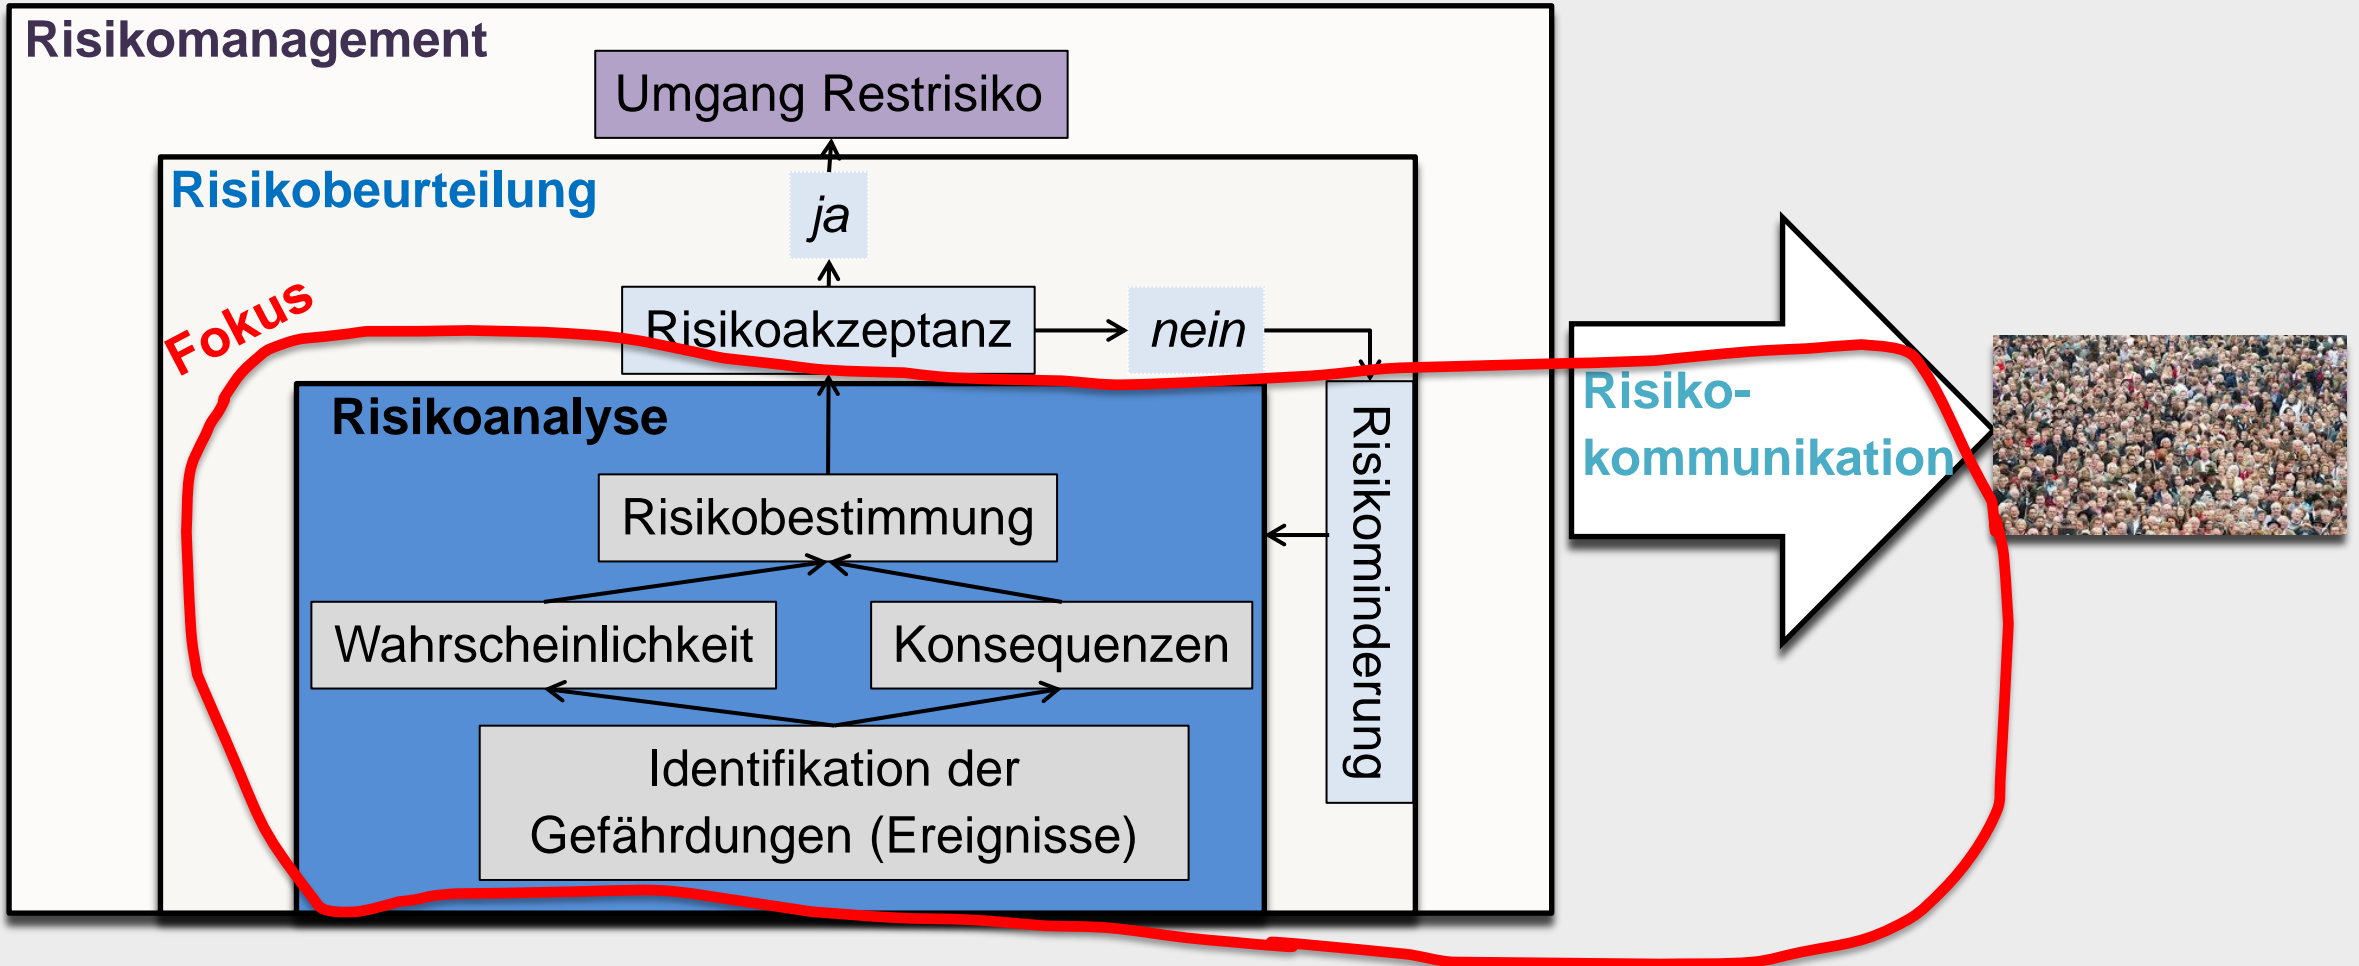 Risikomanagement
Umgang Restrisiko
Risikobeurteilung
ja
Fokus
Risikoakzeptanz
nein
Risikoanalyse
Risikobestimmung
Wahrscheinlichkeit
Konsequenzen
Identifikation der
Gefährdungen (Ereignisse)
Risikominderung
Risiko-
kommunikation